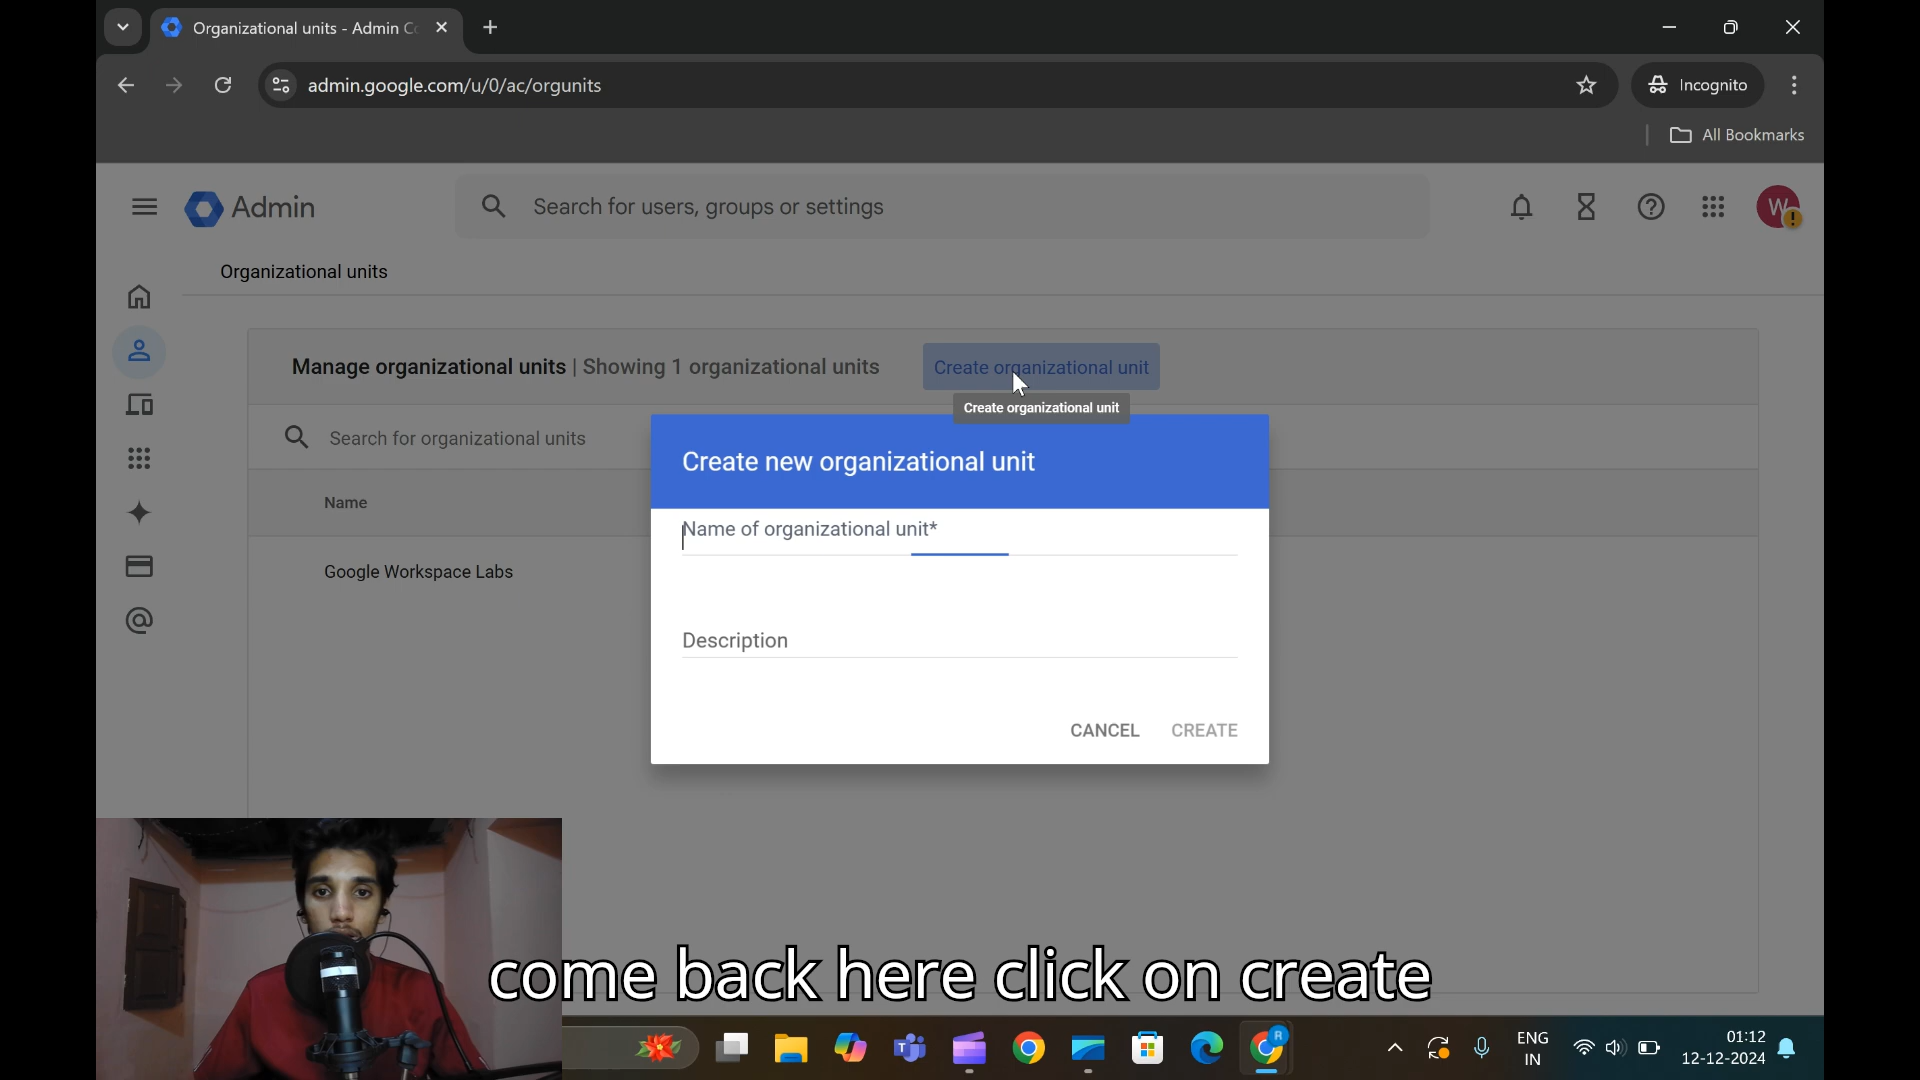 Organizational units - Admin Co
admin.google.com/u/0/ac/orgunits
Incognito
All Bookmarks
Admin
Search for users, groups or settings
W
Organizational units
Manage organizational units | Showing 1 organizational units
Create organizational unit
Create organizational unit
Search for organizational units
Create new organizational unit
Name
Name of organizational unit*
Google Workspace Labs
Description
CANCEL
CREATE
come back here click on create
ENG
IN
01:12
12-12-2024
R